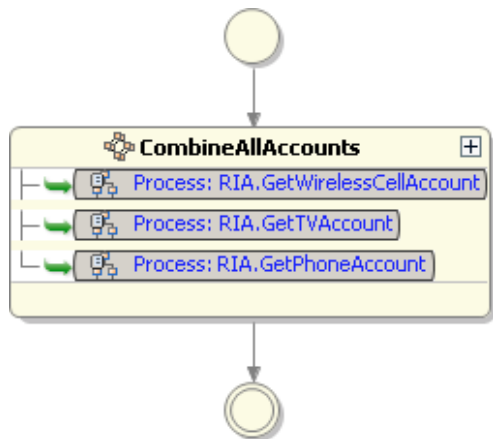 CombineAllAccounts
Process: RIA.GetWirelessCellAccount
Process: RIA.GetTVAccount
Process: RIA.GetPhoneAccount